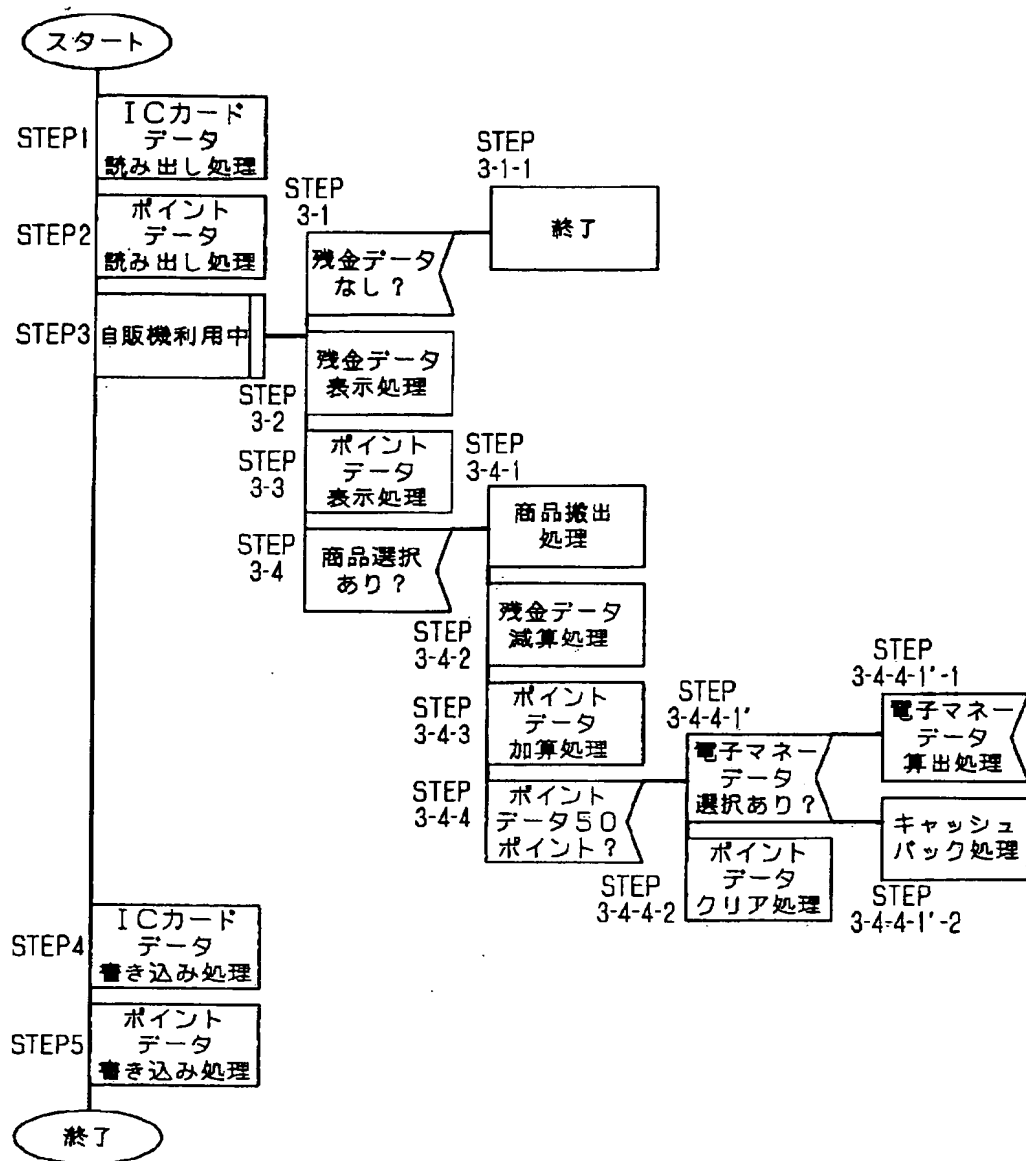 スタート
STEP1
ICカード
データ
読み出し処理
STEP2
ポイント
データ
読み出し処理
STEP3
自販機利用中
STEP
3-1
残金データ
なし?
STEP
3-1-1
終了
STEP
3-2
残金データ
表示処理
STEP
3-3
ポイント
データ
表示処理
STEP
3-4
商品選択
あり?
STEP
3-4-1
商品搬出
処理
STEP
3-4-2
残金データ
減算処理
STEP
3-4-3
ポイント
データ
加算処理
STEP
3-4-4
ポイント
データ50
ポイント?
STEP
3-4-4-1'
電子マネー
データ
選択あり?
STEP
3-4-4-1'-1
電子マネー
データ
算出処理
キャッシュ
バック処理
STEP
3-4-4-1'-2
STEP
3-4-4-2
ポイント
データ
クリア処理
STEP4
ICカード
データ
書き込み処理
STEP5
ポイント
データ
書き込み処理
終了